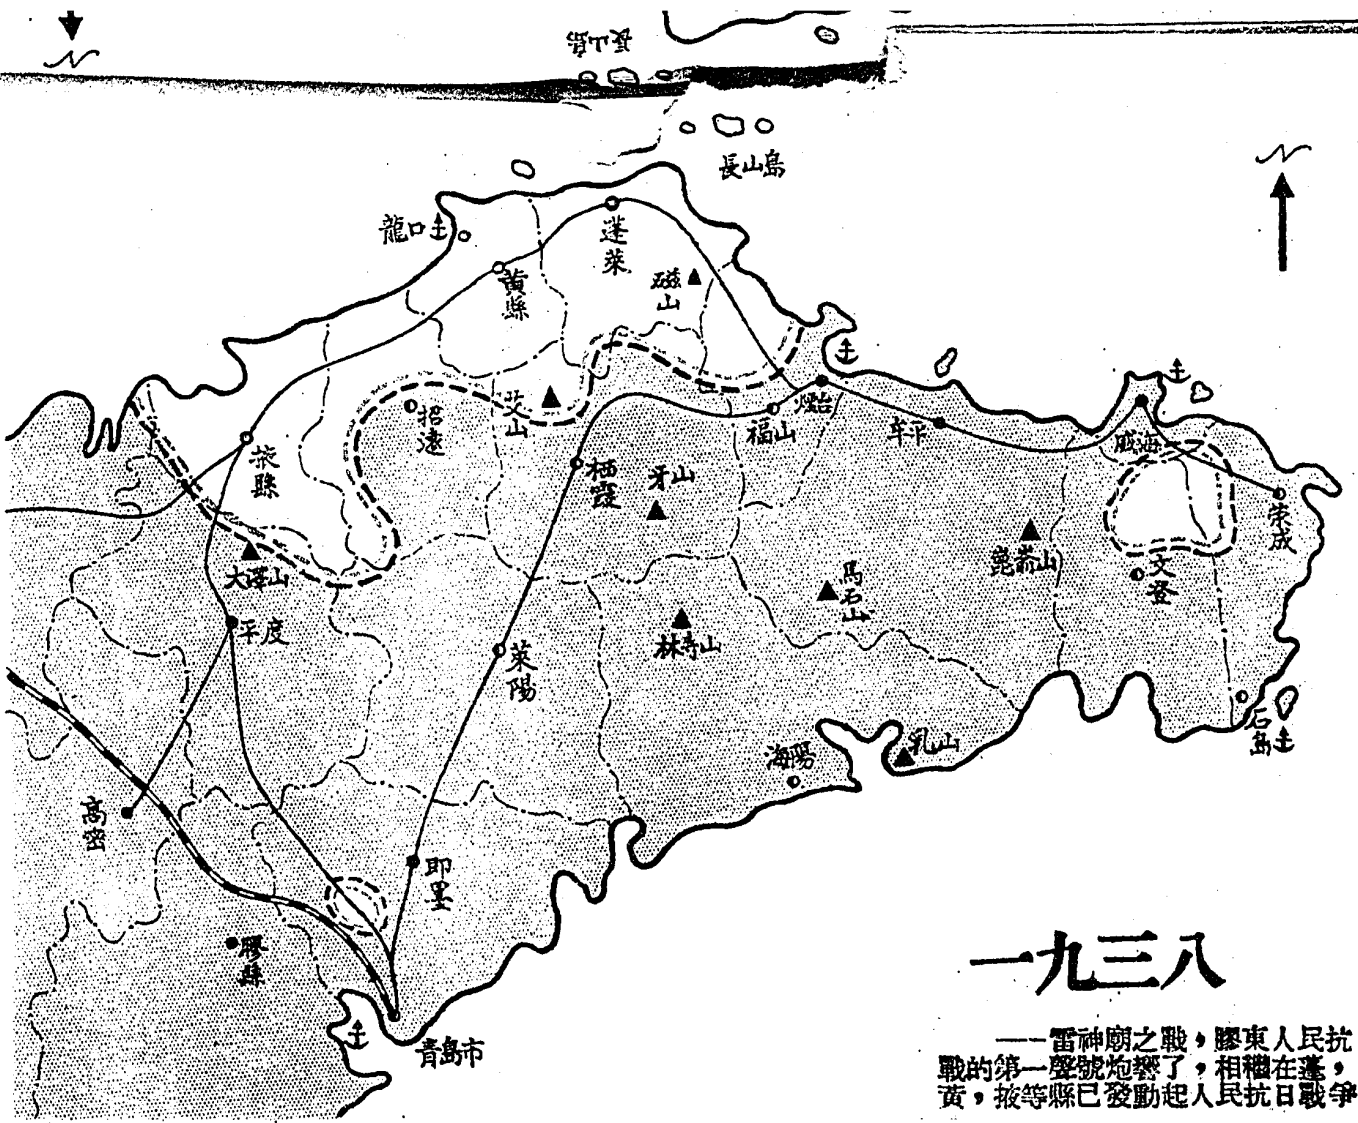 N
長山島
長山島
N
龍口
蓬萊
黃縣
磁山
招遠
艾山
掖縣
福山
烟台
牟平
威海
栖霞
牙山
榮成
大澤山
馬石山
崑嵛山
文登
平度
林寺山
萊陽
石島
乳山
海陽
高密
即墨
膠縣
青島市
一九三八
——雷神廟之戰，膠東人民抗
戰的第一聲號炮響了，相繼在蓬，
黃，掖等縣已發動起人民抗日戰爭